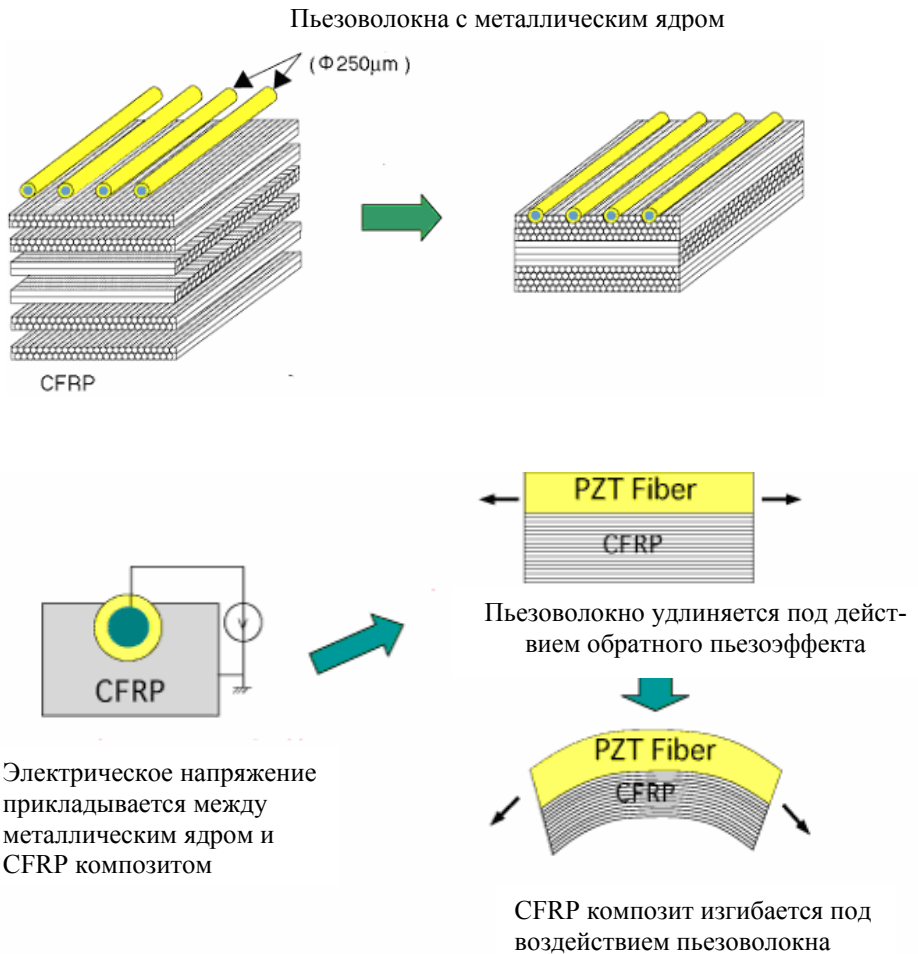 Пьезоволокна с металлическим ядром
(Φ250μm )
CFRP
PZT Fiber
CFRP
Пьезоволокно удлиняется под дейст-
вием обратного пьезоэффекта
CFRP
Электрическое напряжение
прикладывается между
металлическим ядром и
CFRP композитом
PZT Fiber
CFRP
CFRP композит изгибается под
воздействием пьезоволокна